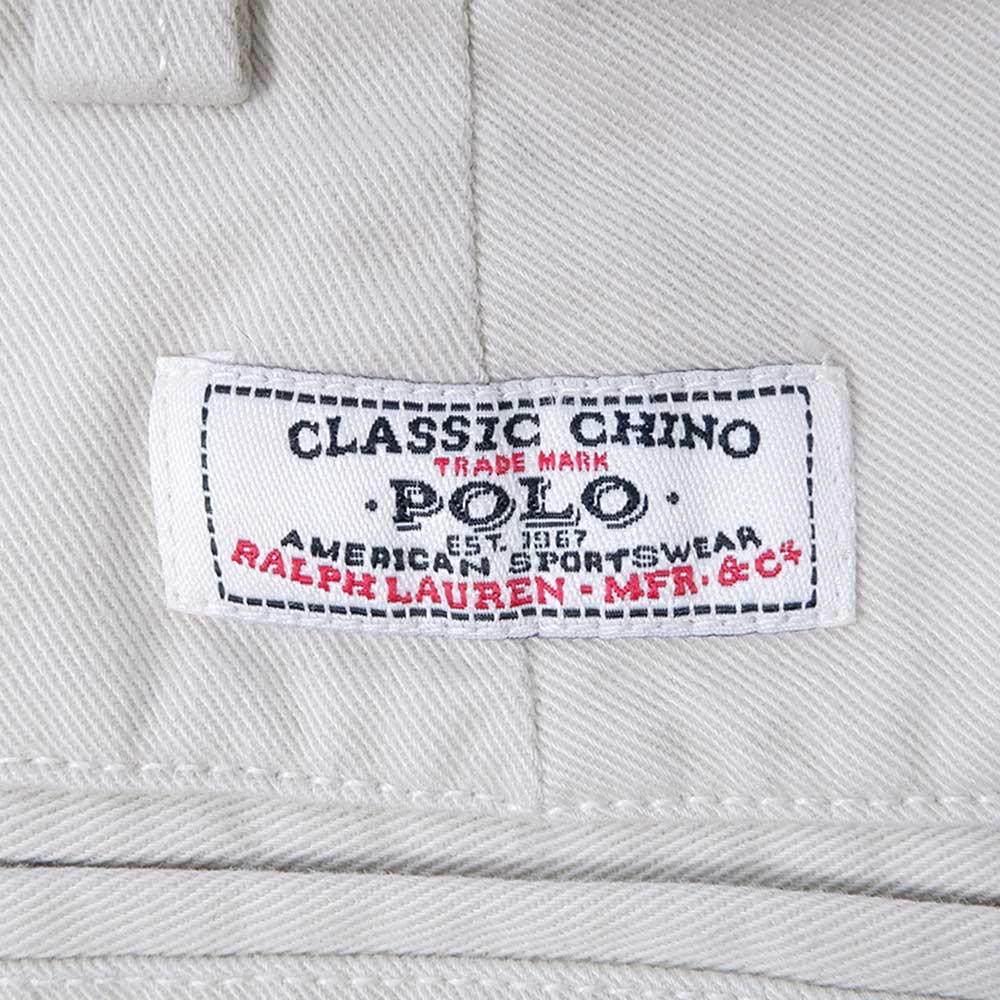 CLASSIC CHINO
TRADE MARK
· POLO ·
EST. 1967
AMERICAN SPORTSWEAR
RALPH LAUREN - MFR. & Cº